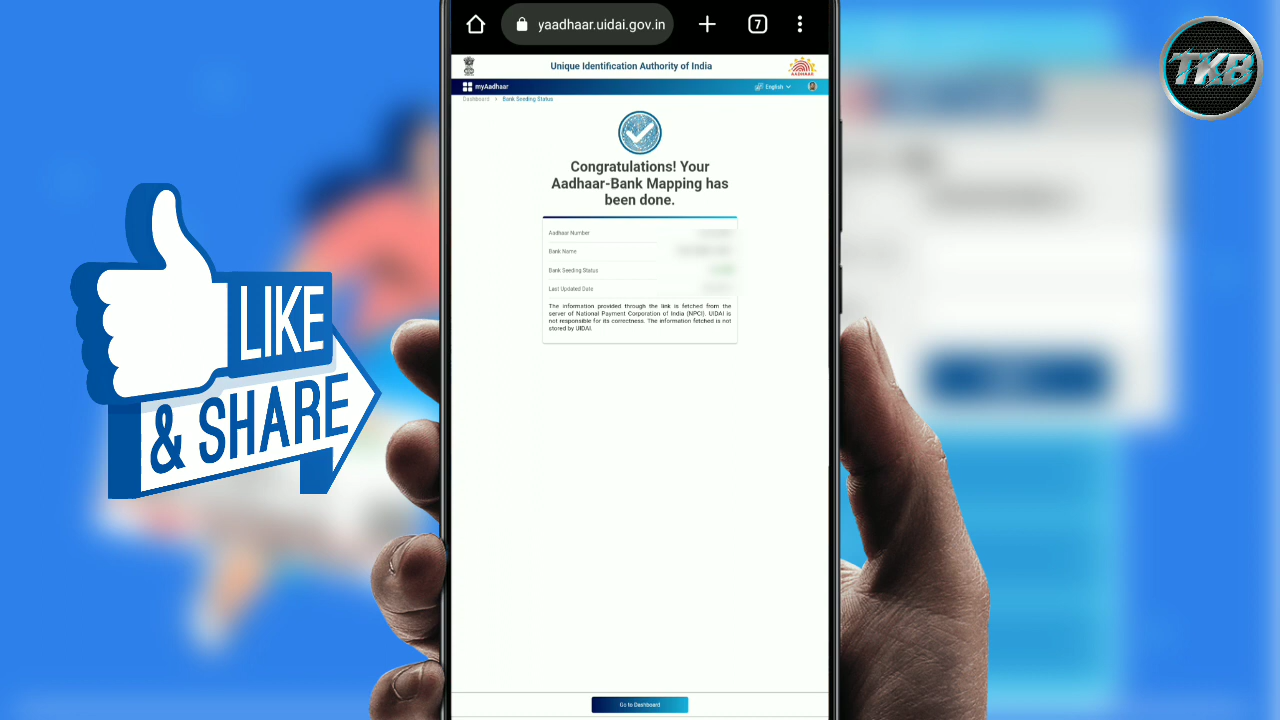 yaadhaar.uidai.gov.in
7
Unique Identification Authority of India
AADHAAR
myAadhaar
English
Dashboard > Bank Seeding Status
Congratulations! Your
Aadhaar-Bank Mapping has
been done.
Aadhaar Number
Bank Name
Bank Seeding Status
Last Updated Date
The information provided through the link is fetched from the
server of National Payment Corporation of India (NPCI). UIDAI is
not responsible for its correctness. The information fetched is not
stored by UIDAI.
Go to Dashboard
LIKE
& SHARE
TKB